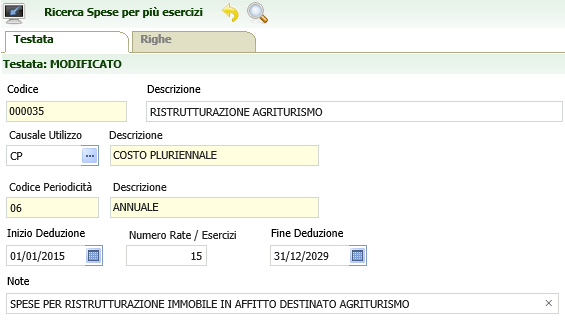 Ricerca Spese per più esercizi
Testata Righe
Testata: MODIFICATO
Codice Descrizione
000035 RISTRUTTURAZIONE AGRITURISMO
Causale Utilizzo Descrizione
CP ... COSTO PLURIENNALE
Codice Periodicità Descrizione
06 ANNUALE
Inizio Deduzione Numero Rate / Esercizi Fine Deduzione
01/01/2015 15 31/12/2029
Note
SPESE PER RISTRUTTURAZIONE IMMOBILE IN AFFITTO DESTINATO AGRITURISMO